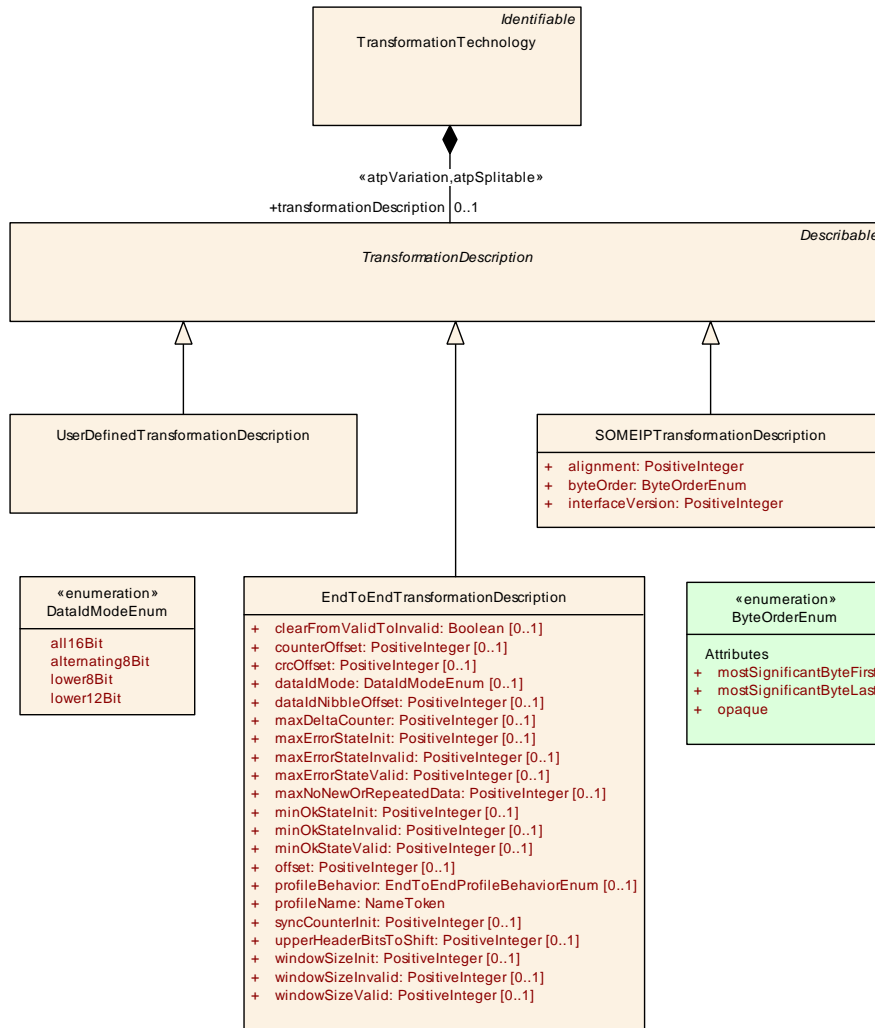 Identifiable
TransformationTechnology
«atpVariation,atpSplitable»
+transformationDescription 0..1
Describable
TransformationDescription
UserDefinedTransformationDescription
SOMEIPTransformationDescription
+ alignment: PositiveInteger
+ byteOrder: ByteOrderEnum
+ interfaceVersion: PositiveInteger
«enumeration»
DataIdModeEnum
all16Bit
alternating8Bit
lower8Bit
lower12Bit
EndToEndTransformationDescription
+ clearFromValidToInvalid: Boolean [0..1]
+ counterOffset: PositiveInteger [0..1]
+ crcOffset: PositiveInteger [0..1]
+ dataIdMode: DataIdModeEnum [0..1]
+ dataIdNibbleOffset: PositiveInteger [0..1]
+ maxDeltaCounter: PositiveInteger [0..1]
+ maxErrorStateInit: PositiveInteger [0..1]
+ maxErrorStateInvalid: PositiveInteger [0..1]
+ maxErrorStateValid: PositiveInteger [0..1]
+ maxNoNewOrRepeatedData: PositiveInteger [0..1]
+ minOkStateInit: PositiveInteger [0..1]
+ minOkStateInvalid: PositiveInteger [0..1]
+ minOkStateValid: PositiveInteger [0..1]
+ offset: PositiveInteger [0..1]
+ profileBehavior: EndToEndProfileBehaviorEnum [0..1]
+ profileName: NameToken
+ syncCounterInit: PositiveInteger [0..1]
+ upperHeaderBitsToShift: PositiveInteger [0..1]
+ windowSizeInit: PositiveInteger [0..1]
+ windowSizeInvalid: PositiveInteger [0..1]
+ windowSizeValid: PositiveInteger [0..1]
«enumeration»
ByteOrderEnum
Attributes
+ mostSignificantByteFirst
+ mostSignificantByteLast
+ opaque